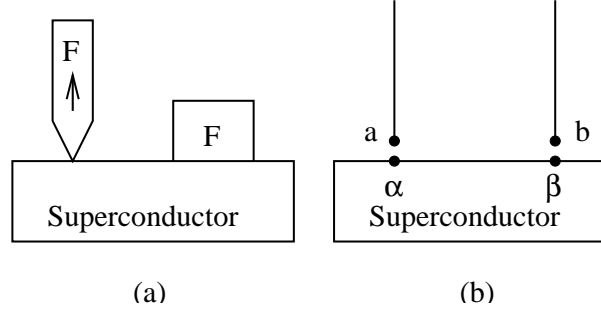 F
F
Superconductor
(a)
a b
α β
Superconductor
(b)